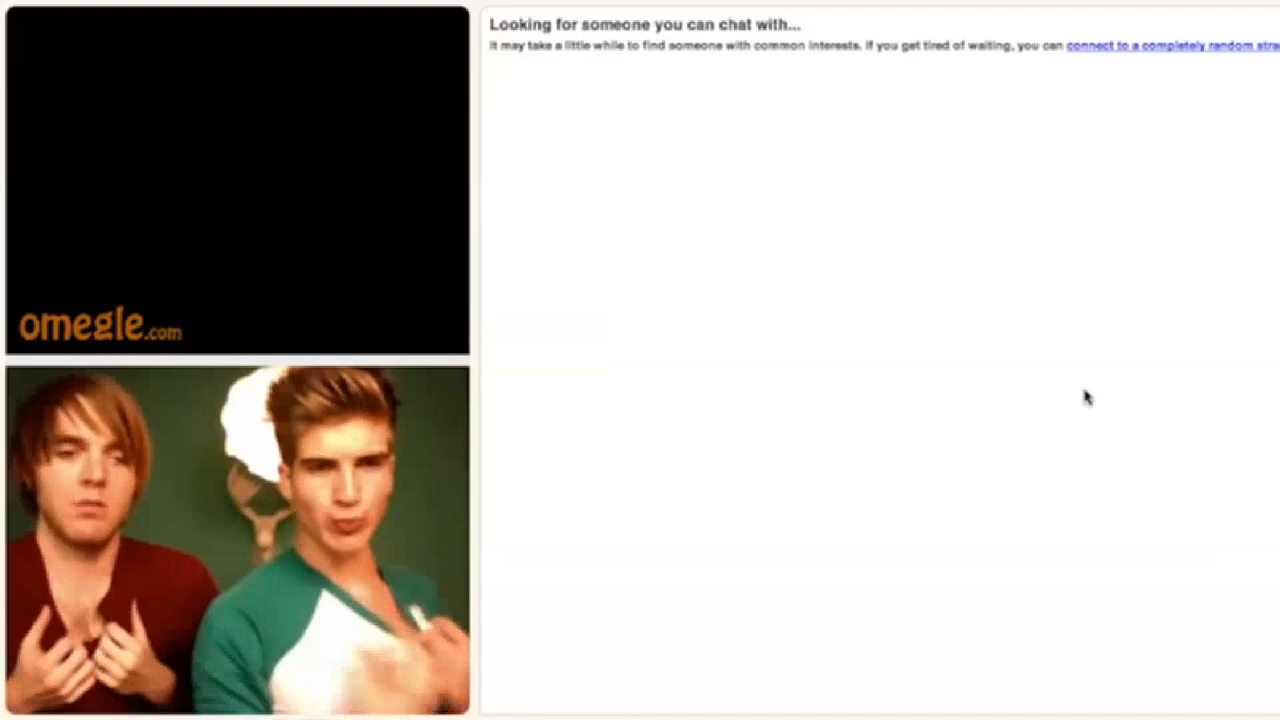 Looking for someone you can chat with...
It may take a little while to find someone with common interests. If you get tired of waiting, you can connect to a completely random stra
omegle.com